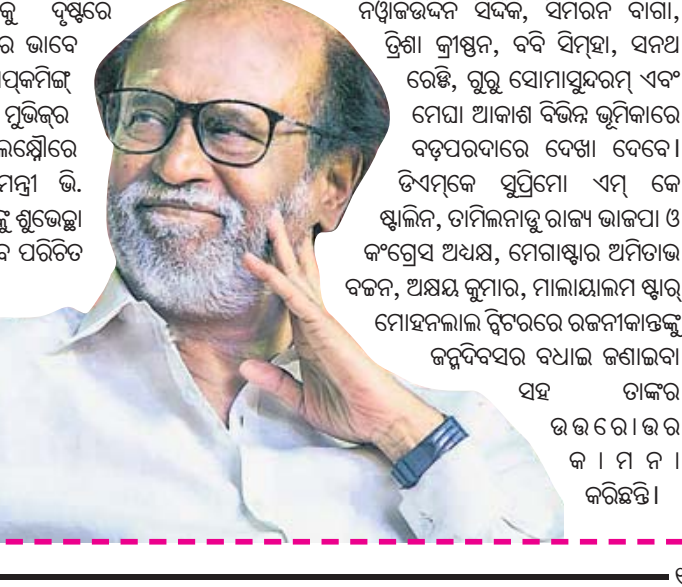 କୁ ଦୃଷ୍ଟିରେ
ର ଭାବେ
ପ୍‌କମିଙ୍ଗ୍
ମୁଭିଜ୍‌ର
ଲକ୍ଷ୍ନୌରେ
ମନ୍ତ୍ରୀ ଭି.
ଙ୍କୁ ଶୁଭେଚ୍ଛା
ବ ପରିଚିତ
ନୱାଜଉଦ୍ଦିନ ସିଦ୍ଦିକି, ସିମରନ ବାଗା,
ତ୍ରିଶା କ୍ରୀଷ୍ଣନ, ବବି ସିମ୍‌ହା, ସନଥ
ରେଡ୍ଡି, ଗୁରୁ ସୋମାସୁନ୍ଦରମ୍ ଏବଂ
ମେଘା ଆକାଶ ବିଭିନ୍ନ ଭୂମିକାରେ
ବଡ଼ପରଦାରେ ଦେଖା ଦେବେ।
ଡିଏମ୍‌କେ ସୁପ୍ରିମୋ ଏମ୍ କେ
ଷ୍ଟାଲିନ, ତାମିଲନାଡୁ ରାଜ୍ୟ ଭାଜପା ଓ
କଂଗ୍ରେସ ଅଧ୍ୟକ୍ଷ, ମେଗାଷ୍ଟାର ଅମିତାଭ
ବଚ୍ଚନ, ଅକ୍ଷୟ କୁମାର, ମାଲାୟାଲମ ଷ୍ଟାର୍
ମୋହନଲାଲ ଟ୍ୱିଟରରେ ରଜନୀକାନ୍ତଙ୍କୁ
ଜନ୍ମଦିବସର ବଧାଇ ଜଣାଇବା
ସହ ତାଙ୍କର
ଉତ୍ତରୋତ୍ତର
କାମନା
କରିଛନ୍ତି।